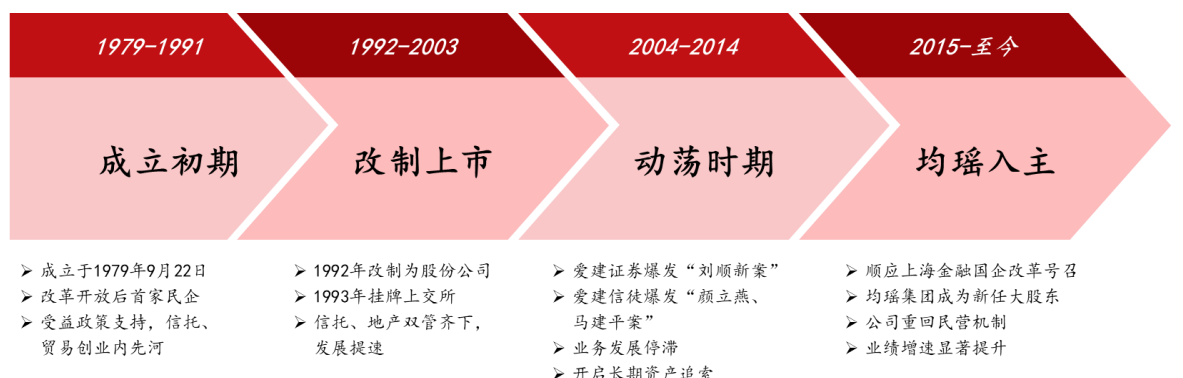 1979-1991
1992-2003
2004-2014
2015-至今
成立初期
改制上市
动荡时期
均瑶入主
➢ 成立于1979年9月22日
➢ 改革开放后首家民企
➢ 受益政策支持，信托、
贸易创业内先河
➢ 1992年改制为股份公司
➢ 1993年挂牌上交所
➢ 信托、地产双管齐下，
发展提速
➢ 爱建证券爆发“刘顺新案”
➢ 爱建信徒爆发“颜立燕、
马建平案”
➢ 业务发展停滞
➢ 开启长期资产追索
➢ 顺应上海金融国企改革号召
➢ 均瑶集团成为新任大股东
➢ 公司重回民营机制
➢ 业绩增速显著提升